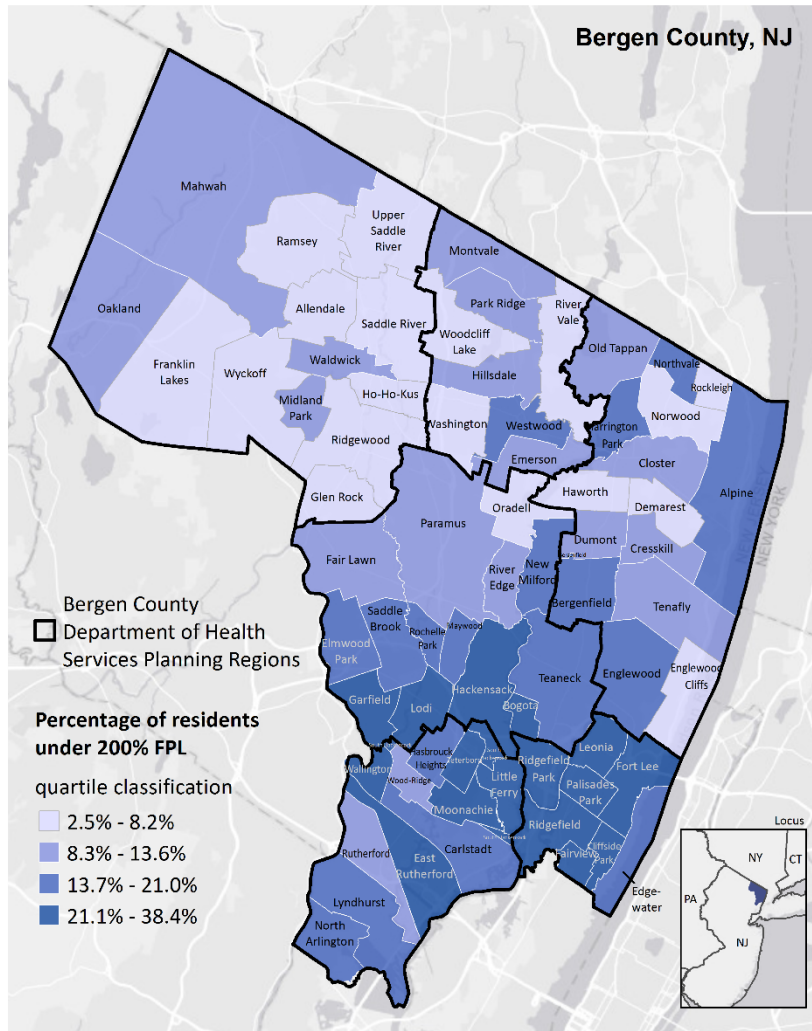 Bergen County, NJ
Mahwah
Upper
Saddle
River
Ramsey
Montvale
Oakland
Allendale
Park Ridge
River
Vale
Saddle River
Woodcliff
Lake
Old Tappan
Northvale
Rockleigh
Franklin
Lakes
Wyckoff
Waldwick
Hillsdale
Norwood
Midland
Park
Ho-Ho-Kus
Washington
Westwood
arrington
Park
Ridgewood
Emerson
Closter
Alpine
Glen Rock
Oradell
Haworth
Demarest
NEW JERSEY
NEW YORK
Paramus
Dumont
Cresskill
Fair Lawn
River
Edge
New
Milford
Bergenfield
Tenafly
Saddle
Brook
Rochelle
Park
Maywood
Elmwood
Park
Hackensack
Teaneck
Englewood
Englewood
Cliffs
Garfield
Lodi
Bogota
Bergen County
Department of Health
Services Planning Regions
Wallington
Hasbrouck
Heights
Wood-Ridge
Little
Ferry
Moonachie
Ridgefield
Park
Leonia
Fort Lee
Palisades
Park
Ridgefield
Cliffside
Park
Fairview
Rutherford
East
Rutherford
Carlstadt
Edge-
water
Lyndhurst
North
Arlington
Percentage of residents
under 200% FPL
quartile classification
2.5% - 8.2%
8.3% - 13.6%
13.7% - 21.0%
21.1% - 38.4%
Locus
NY
CT
PA
NJ